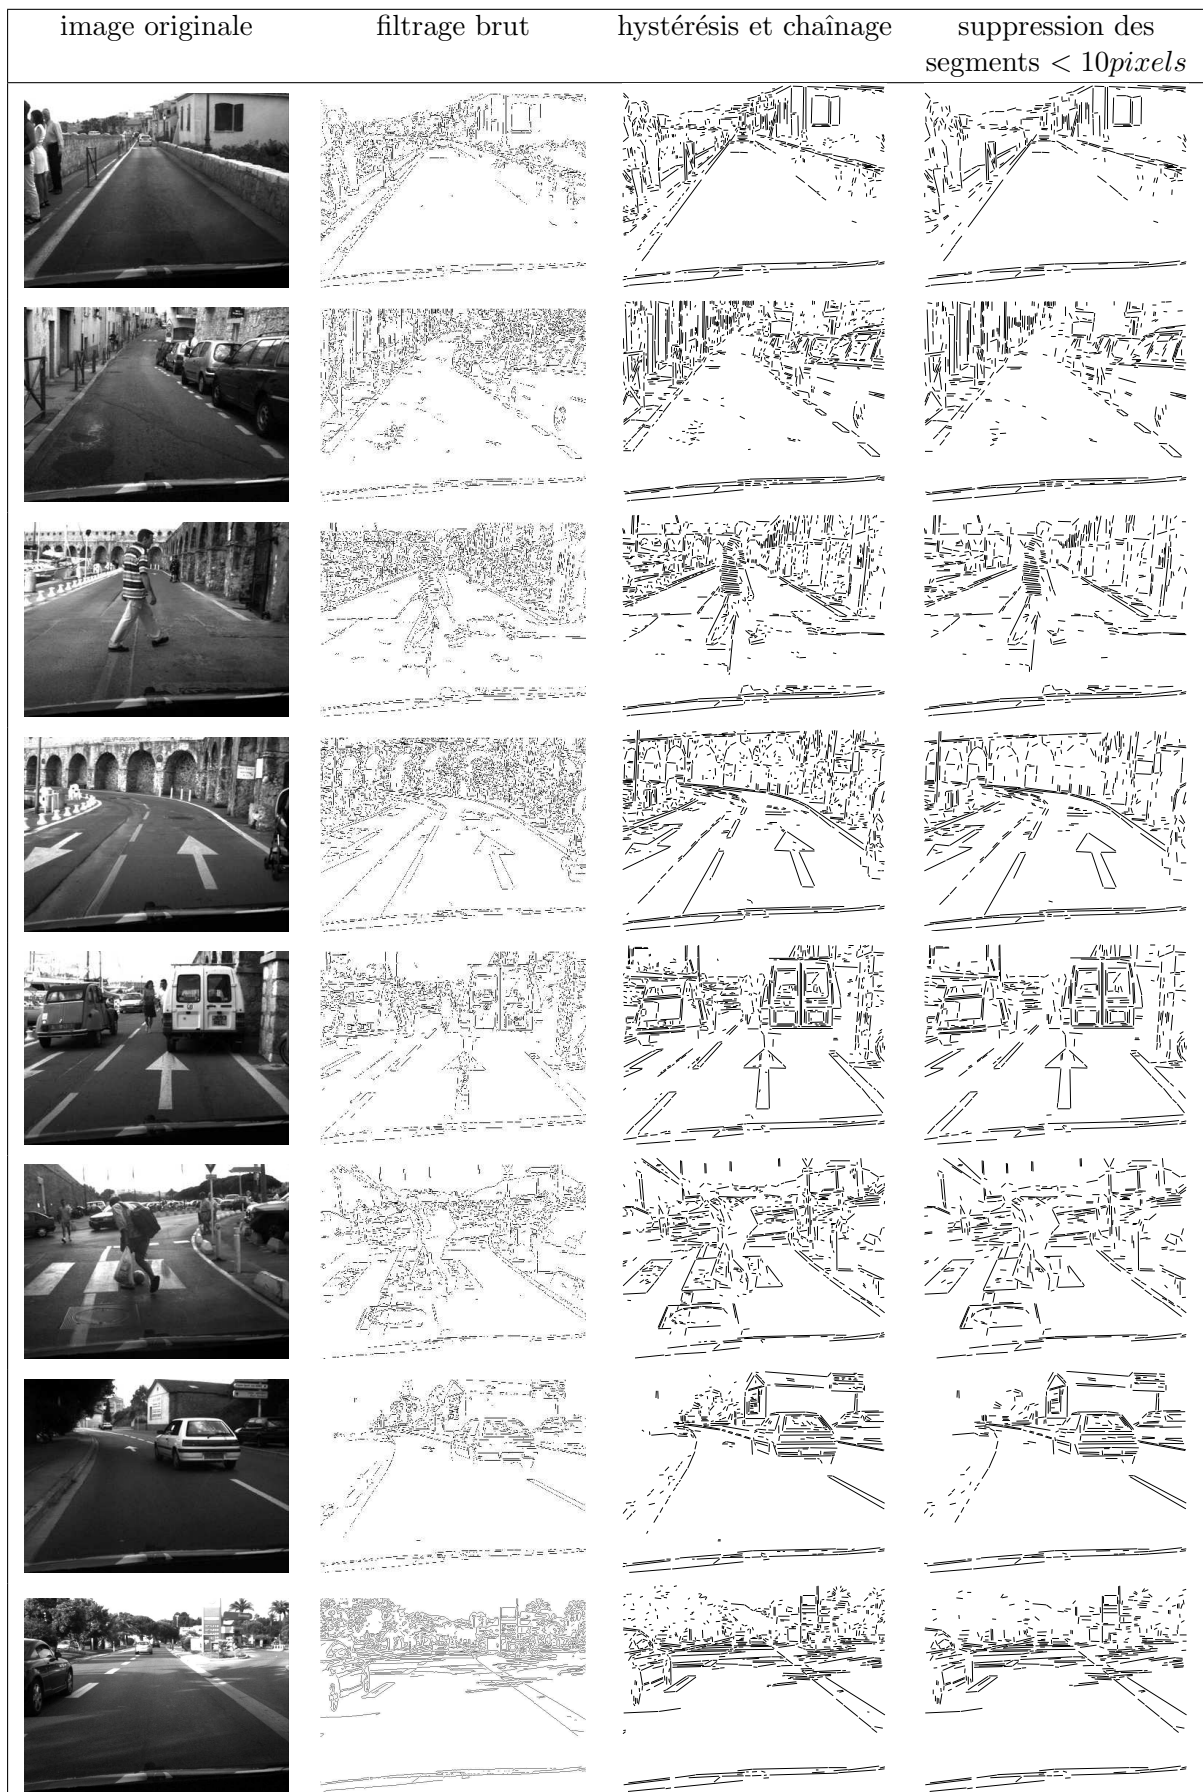 image originale
filtrage brut
hystérésis et chaînage
suppression des
segments < 10pixels